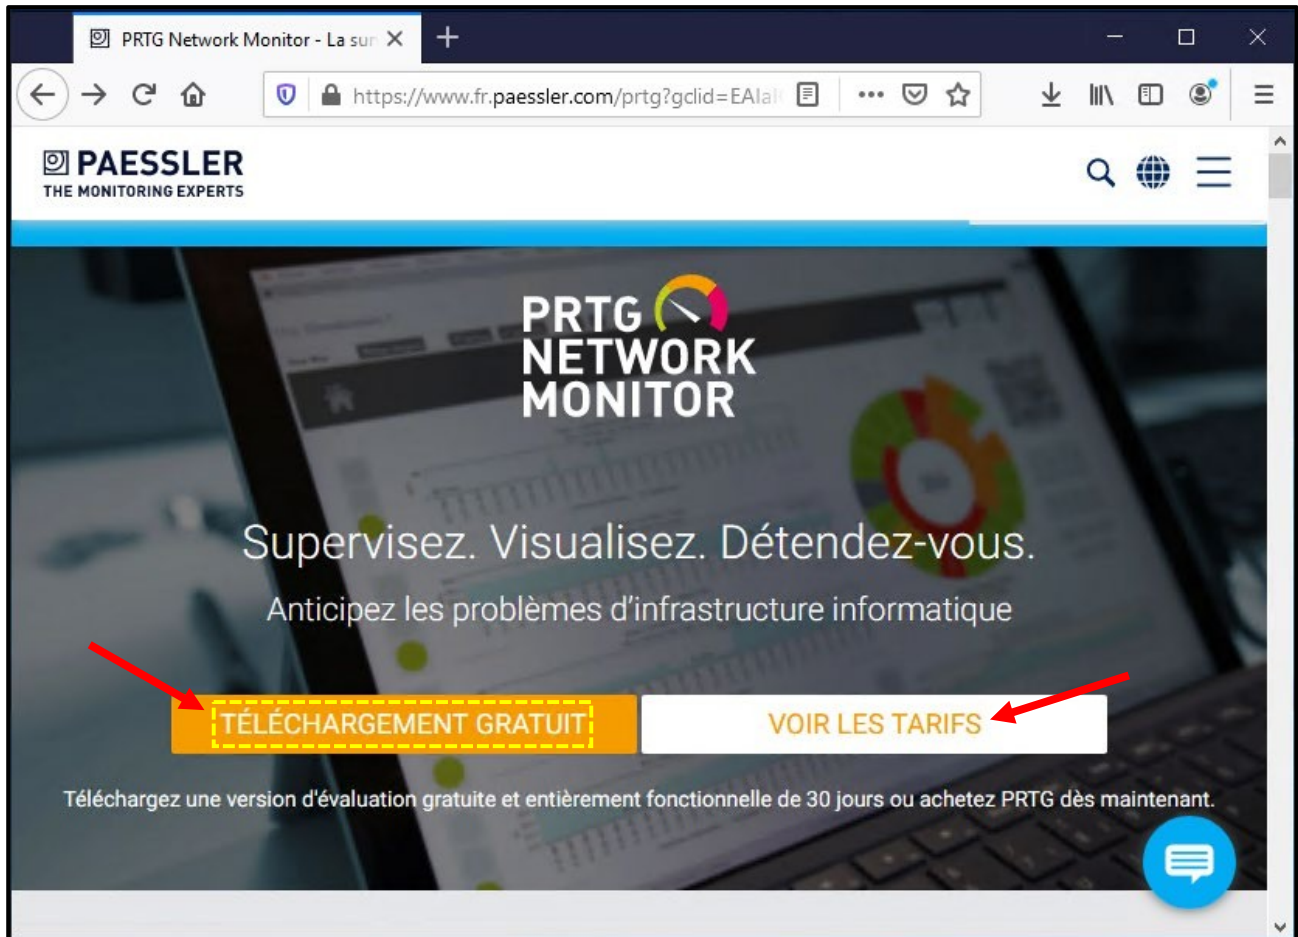 PRTG Network Monitor - La sur
https://www.fr.paessler.com/prtg?gclid=EAIaI
PAESSLER
THE MONITORING EXPERTS
PRTG
NETWORK
MONITOR
Supervisez. Visualisez. Détendez-vous.
Anticipez les problèmes d'infrastructure informatique
TÉLÉCHARGEMENT GRATUIT
VOIR LES TARIFS
Téléchargez une version d'évaluation gratuite et entièrement fonctionnelle de 30 jours ou achetez PRTG dès maintenant.